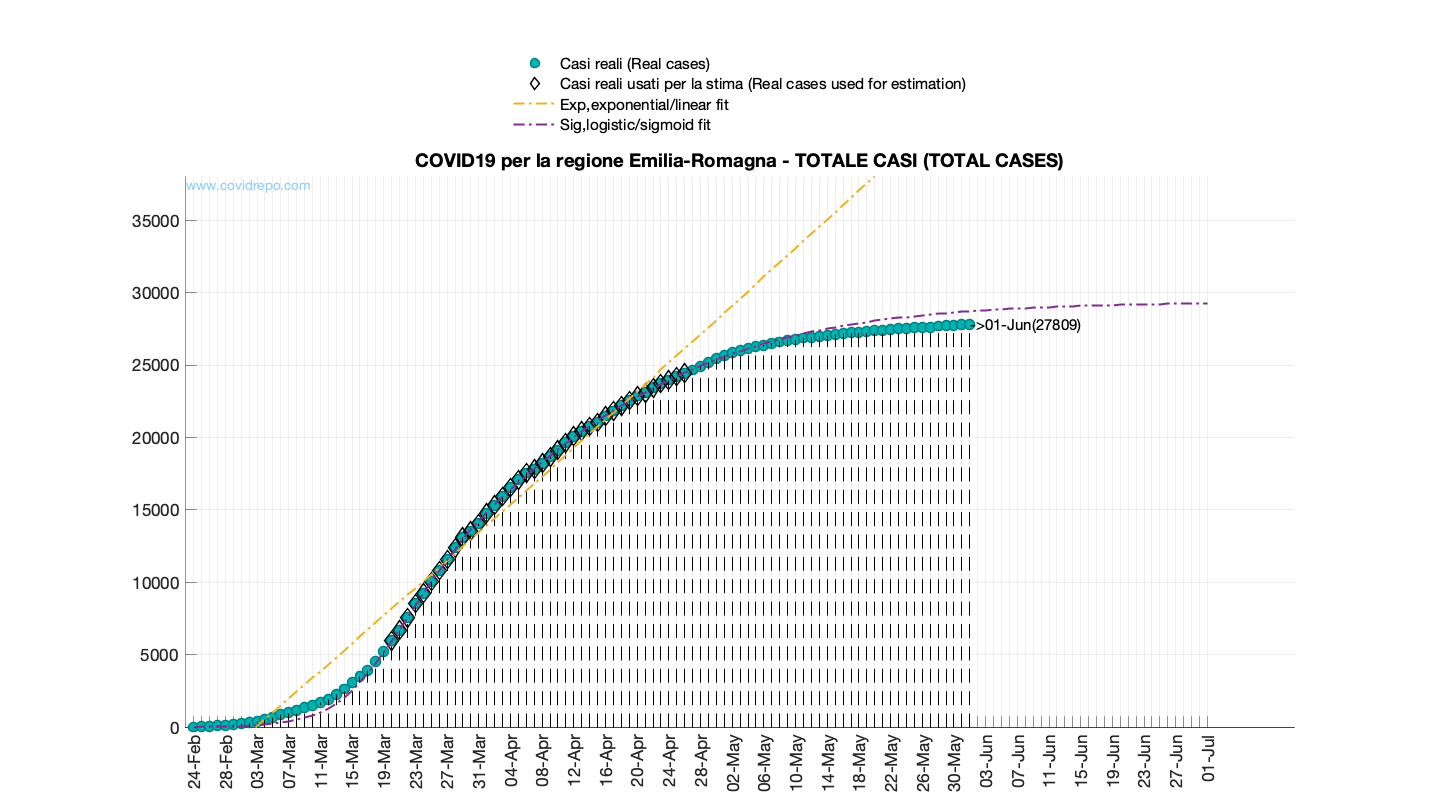 Casi reali (Real cases)
Casi reali usati per la stima (Real cases used for estimation)
Exp,exponential/linear fit
Sig,logistic/sigmoid fit
COVID19 per la regione Emilia-Romagna - TOTALE CASI (TOTAL CASES)
www.covidrepo.com
35000
30000
->01-Jun(27809)
25000
20000
15000
10000
5000
0
24-Feb
28-Feb
03-Mar
07-Mar
11-Mar
15-Mar
19-Mar
23-Mar
27-Mar
31-Mar
04-Apr
08-Apr
12-Apr
16-Apr
20-Apr
24-Apr
28-Apr
02-May
06-May
10-May
14-May
18-May
22-May
26-May
30-May
03-Jun
07-Jun
11-Jun
15-Jun
19-Jun
23-Jun
27-Jun
01-Jul